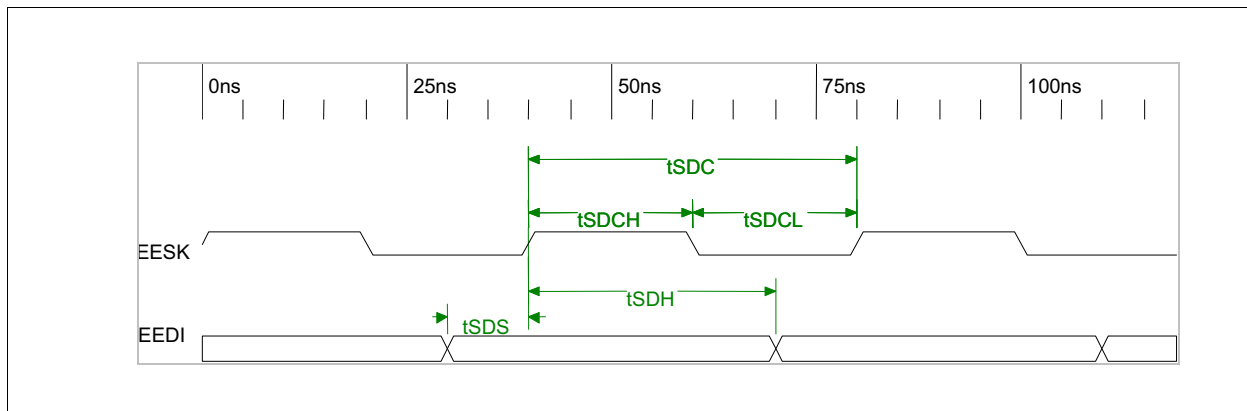 0ns 25ns 50ns 75ns 100ns
tSDC
tSDCH tSDCL
EESK
tSDH
tSDS
EEDI